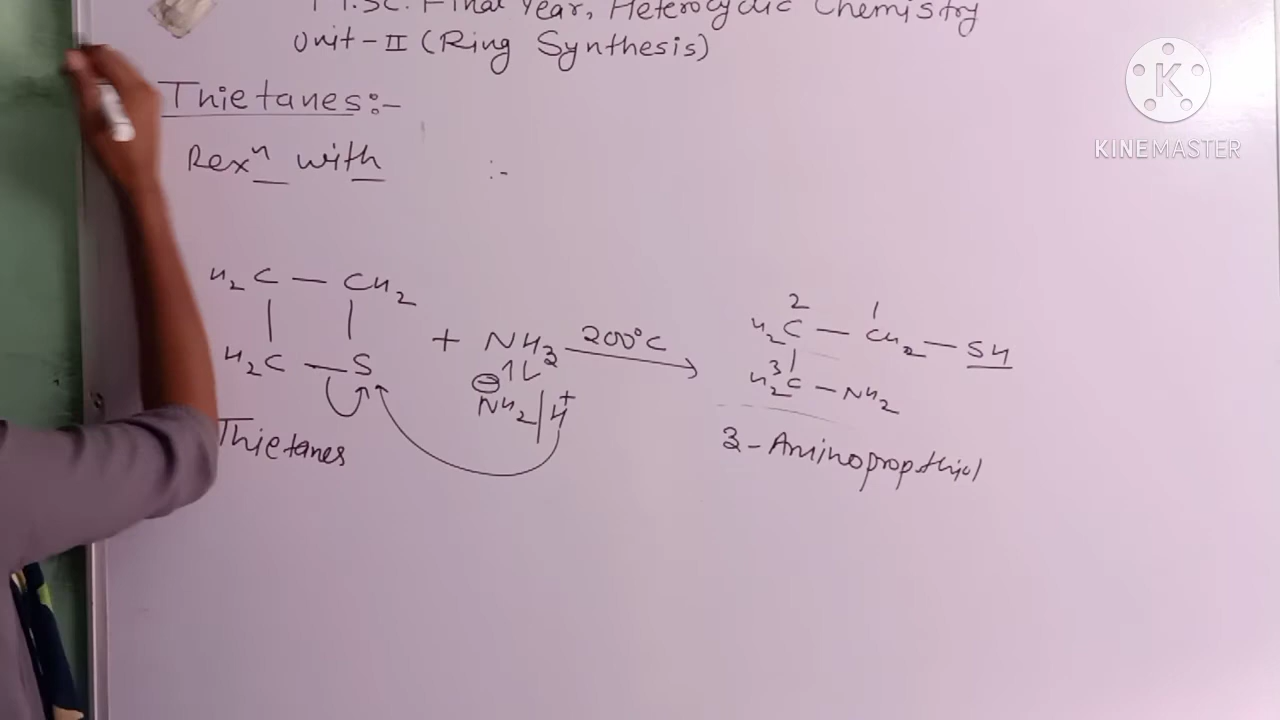 M.Sc. Final Year, Heterocyclic Chemistry
Unit-II (Ring Synthesis)
Thietanes:-
Rexn with :-
H2C — CH2
H2C — S
+ NH3
200°C
⊖NH2 | H+
Thietanes
2 1
H2C — CH2 — SH
3
H2C — NH2
3-Aminopropthiol
K
KINEMASTER